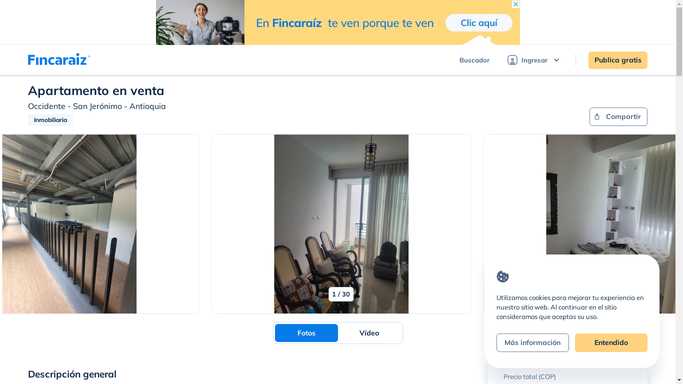 En Fincaraíz te ven porque te ven
Clic aquí
Fincaraiz
Buscador
Ingresar
Publica gratis
Apartamento en venta
Occidente - San Jerónimo - Antioquia
Inmobiliaria
Compartir
1 / 30
Fotos
Vídeo
Utilizamos cookies para mejorar tu experiencia en
nuestro sitio web. Al continuar en el sitio
consideramos que aceptas su uso.
Más información
Entendido
Descripción general
Precio total (COP)